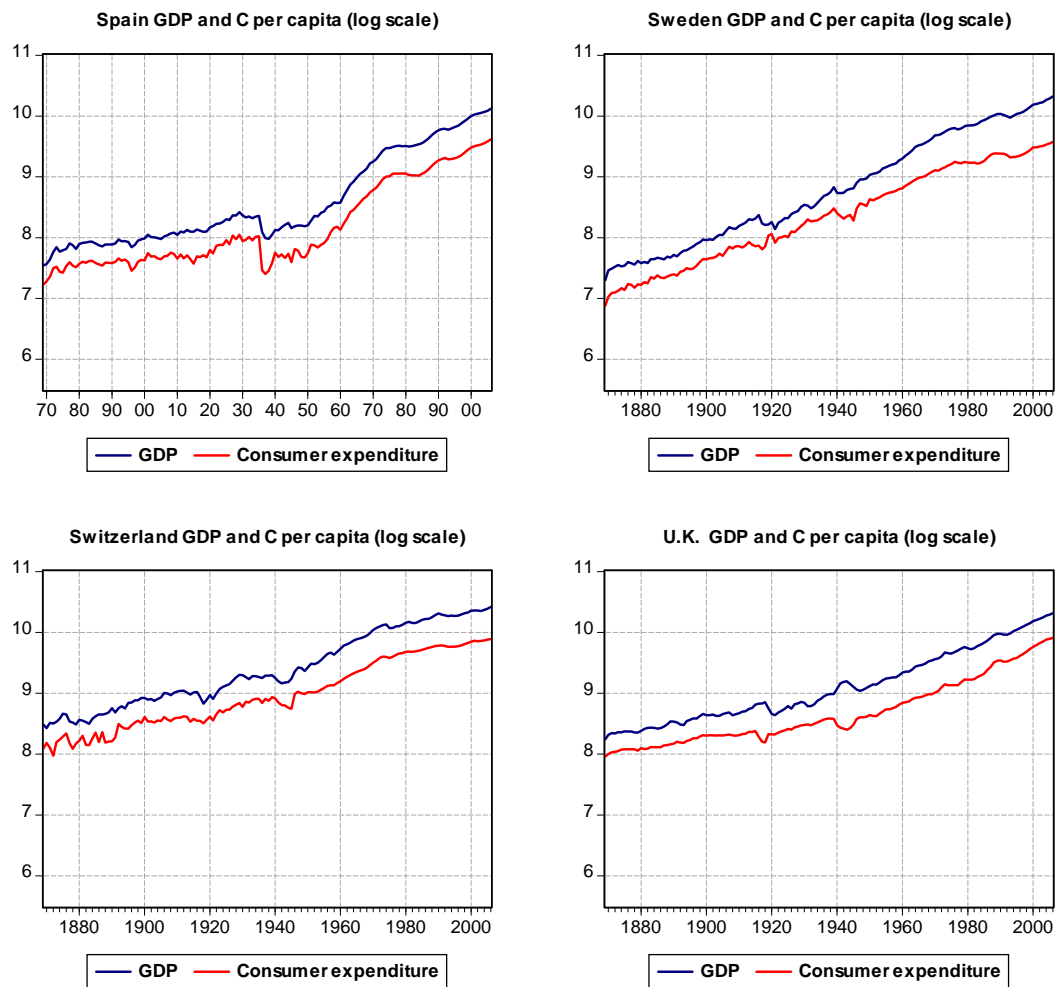 Spain GDP and C per capita (log scale)
11
10
9
8
7
6
70 80 90 00 10 20 30 40 50 60 70 80 90 00
GDP Consumer expenditure
Sweden GDP and C per capita (log scale)
11
10
9
8
7
6
1880 1900 1920 1940 1960 1980 2000
GDP Consumer expenditure
Switzerland GDP and C per capita (log scale)
11
10
9
8
7
6
1880 1900 1920 1940 1960 1980 2000
GDP Consumer expenditure
U.K. GDP and C per capita (log scale)
11
10
9
8
7
6
1880 1900 1920 1940 1960 1980 2000
GDP Consumer expenditure